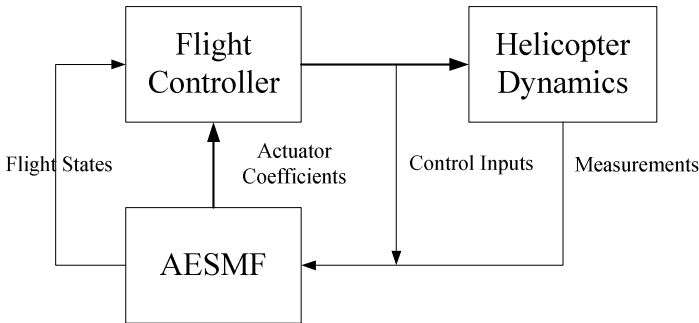 Flight
Controller
Helicopter
Dynamics
Flight States
Actuator
Coefficients
Control Inputs
Measurements
AESMF